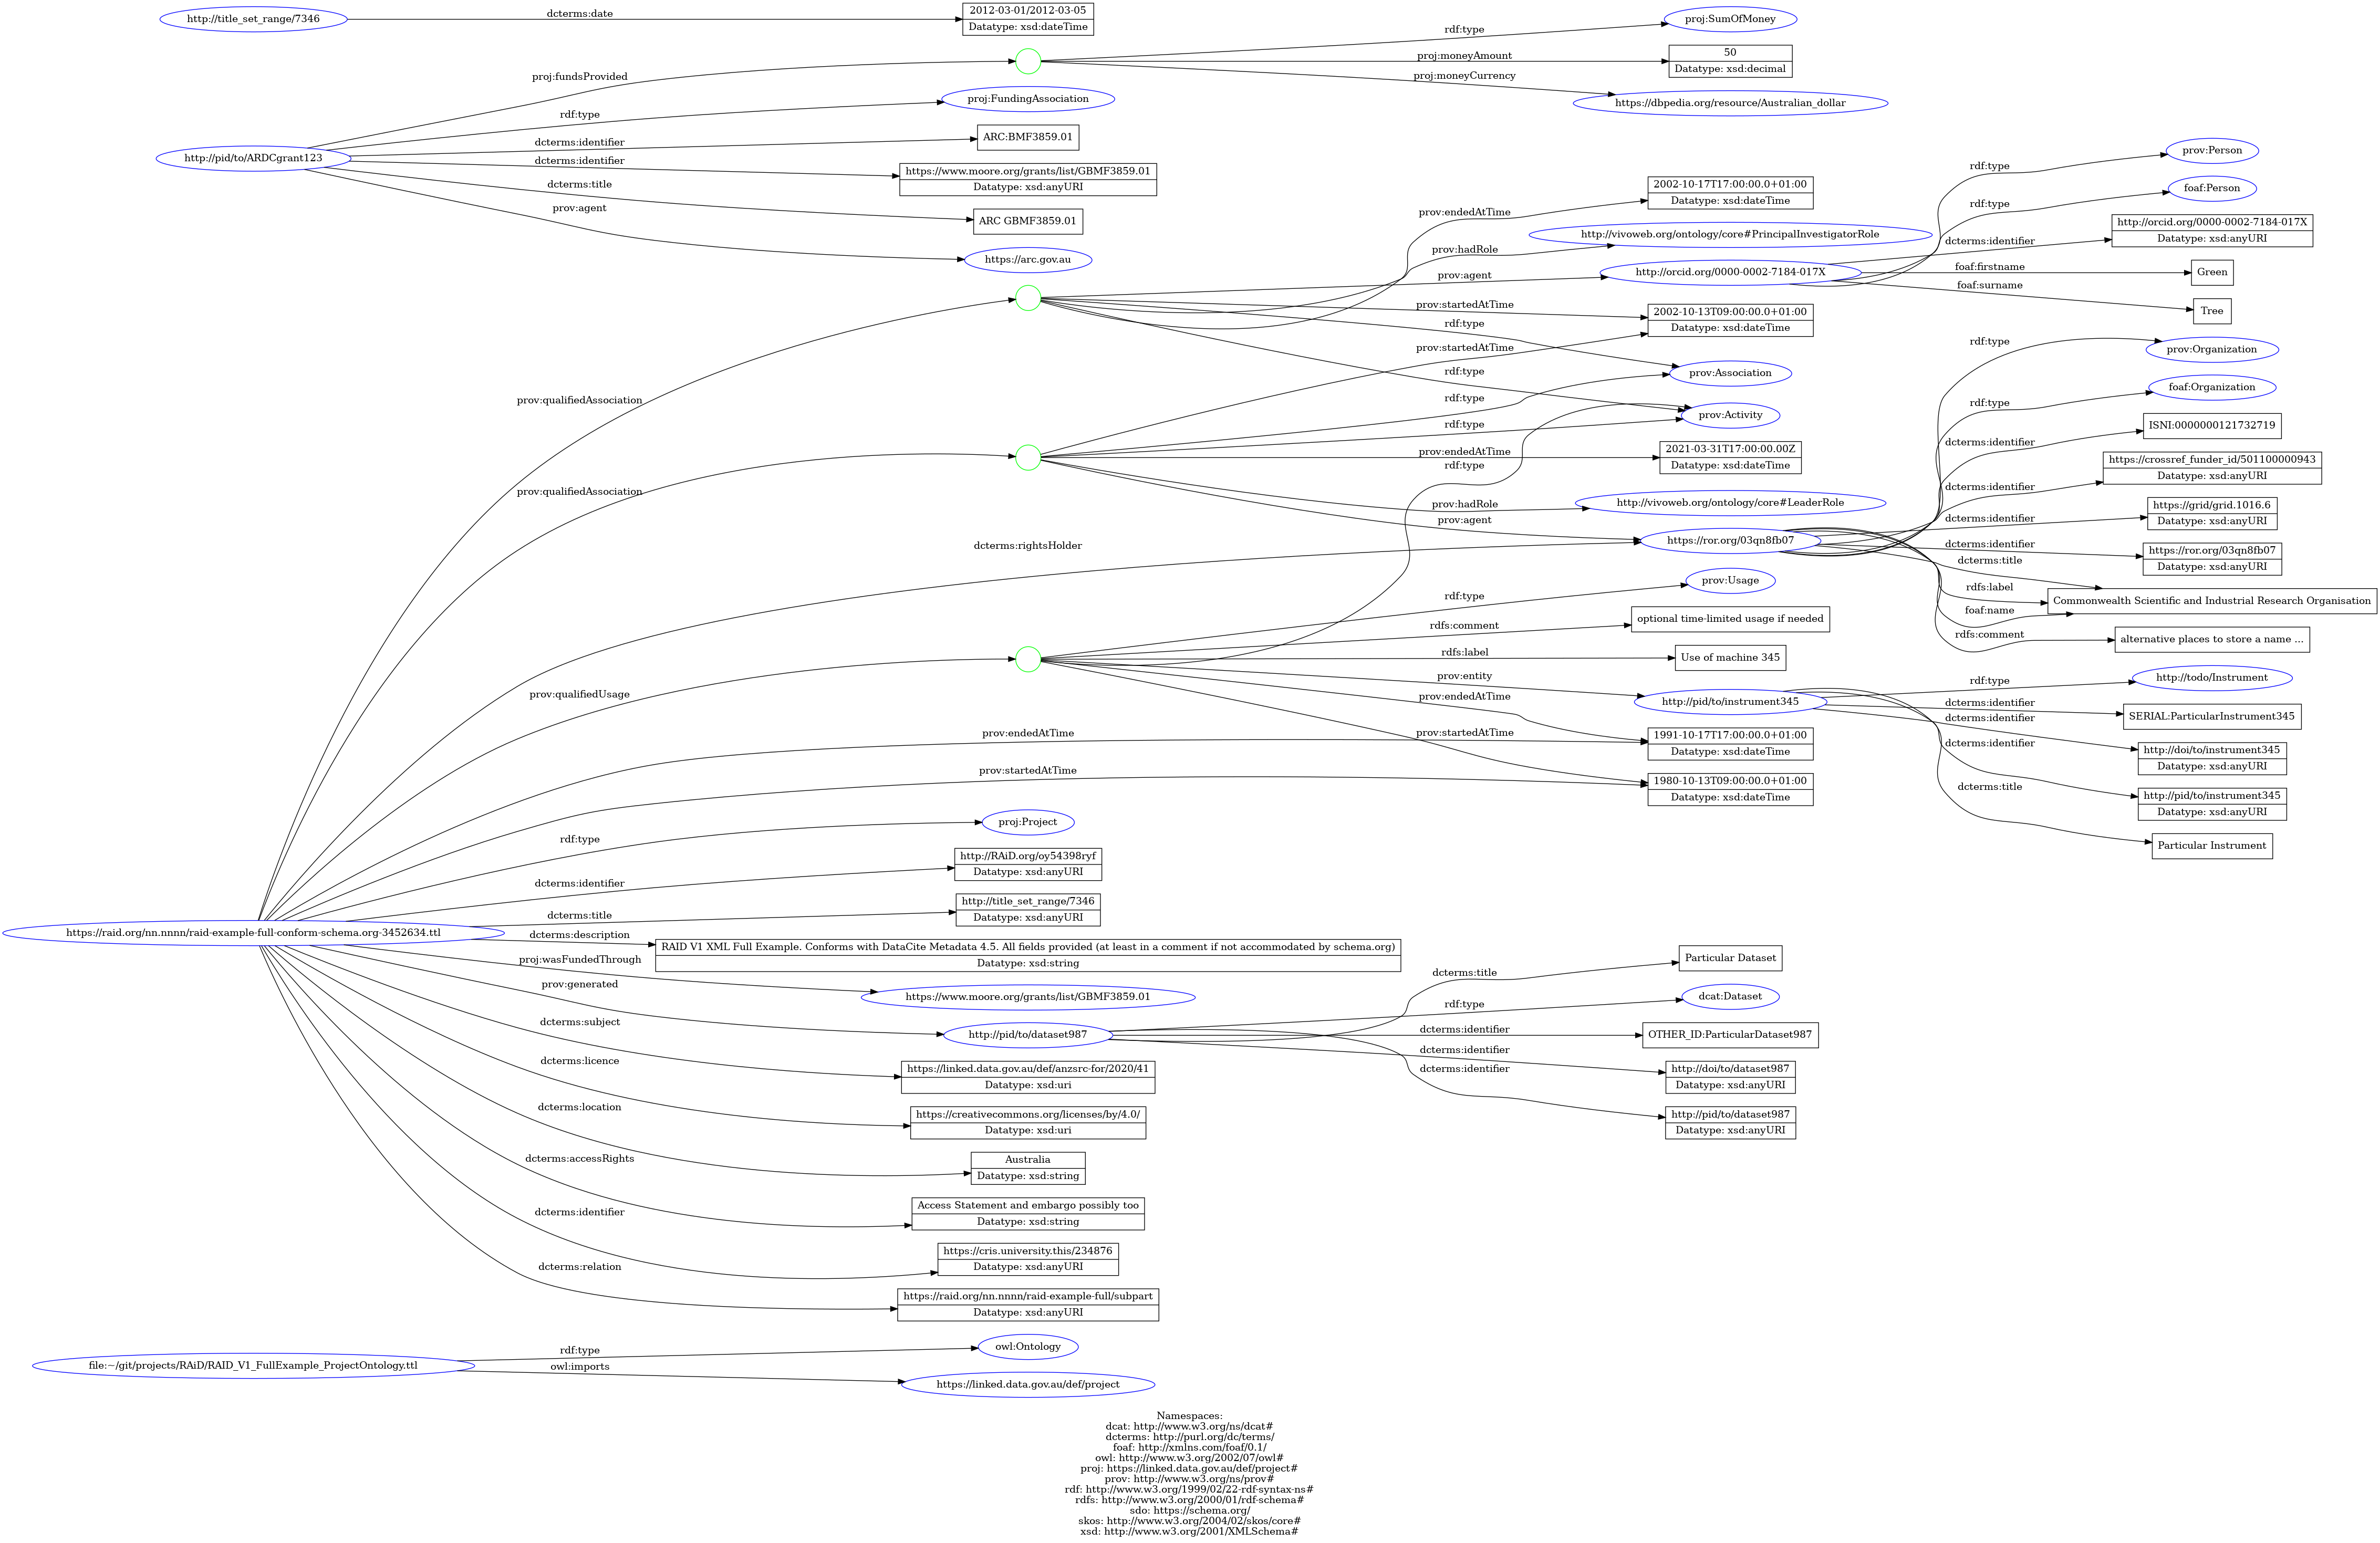 http://title_set_range/7346
dcterms:date
2012-03-01/2012-03-05
Datatype: xsd:dateTime
proj:fundsProvided
rdf:type
proj:SumOfMoney
proj:moneyAmount
50
Datatype: xsd:decimal
proj:moneyCurrency
https://dbpedia.org/resource/Australian_dollar
http://pid/to/ARDCgrant123
rdf:type
proj:FundingAssociation
dcterms:identifier
ARC:BMF3859.01
dcterms:identifier
https://www.moore.org/grants/list/GBMF3859.01
Datatype: xsd:anyURI
dcterms:title
ARC GBMF3859.01
prov:agent
https://arc.gov.au
prov:qualifiedAssociation
prov:endedAtTime
2002-10-17T17:00:00.0+01:00
Datatype: xsd:dateTime
prov:hadRole
http://vivoweb.org/ontology/core#PrincipalInvestigatorRole
prov:agent
http://orcid.org/0000-0002-7184-017X
prov:startedAtTime
2002-10-13T09:00:00.0+01:00
Datatype: xsd:dateTime
rdf:type
prov:startedAtTime
rdf:type
prov:Association
rdf:type
rdf:type
prov:Activity
rdf:type
prov:Person
rdf:type
foaf:Person
dcterms:identifier
http://orcid.org/0000-0002-7184-017X
Datatype: xsd:anyURI
foaf:firstname
Green
foaf:surname
Tree
prov:qualifiedAssociation
prov:endedAtTime
2021-03-31T17:00:00.00Z
Datatype: xsd:dateTime
rdf:type
prov:hadRole
http://vivoweb.org/ontology/core#LeaderRole
prov:agent
dcterms:rightsHolder
https://ror.org/03qn8fb07
rdf:type
prov:Organization
rdf:type
foaf:Organization
dcterms:identifier
ISNI:0000000121732719
dcterms:identifier
https://crossref_funder_id/501100000943
Datatype: xsd:anyURI
dcterms:identifier
https://grid/grid.1016.6
Datatype: xsd:anyURI
dcterms:identifier
https://ror.org/03qn8fb07
Datatype: xsd:anyURI
dcterms:title
rdfs:label
Commonwealth Scientific and Industrial Research Organisation
foaf:name
rdfs:comment
alternative places to store a name ...
prov:qualifiedUsage
rdf:type
prov:Usage
rdfs:comment
optional time-limited usage if needed
rdfs:label
Use of machine 345
prov:entity
http://pid/to/instrument345
prov:endedAtTime
prov:endedAtTime
1991-10-17T17:00:00.0+01:00
Datatype: xsd:dateTime
prov:startedAtTime
prov:startedAtTime
1980-10-13T09:00:00.0+01:00
Datatype: xsd:dateTime
rdf:type
http://todo/Instrument
dcterms:identifier
SERIAL:ParticularInstrument345
dcterms:identifier
http://doi/to/instrument345
Datatype: xsd:anyURI
dcterms:identifier
http://pid/to/instrument345
Datatype: xsd:anyURI
dcterms:title
Particular Instrument
rdf:type
proj:Project
dcterms:identifier
http://RAiD.org/oy54398ryf
Datatype: xsd:anyURI
dcterms:title
http://title_set_range/7346
Datatype: xsd:anyURI
https://raid.org/nn.nnnn/raid-example-full-conform-schema.org-3452634.ttl
dcterms:description
RAID V1 XML Full Example. Conforms with DataCite Metadata 4.5. All fields provided (at least in a comment if not accommodated by schema.org)
Datatype: xsd:string
proj:wasFundedThrough
https://www.moore.org/grants/list/GBMF3859.01
prov:generated
http://pid/to/dataset987
dcterms:title
Particular Dataset
rdf:type
dcat:Dataset
dcterms:identifier
OTHER_ID:ParticularDataset987
dcterms:identifier
http://doi/to/dataset987
Datatype: xsd:anyURI
dcterms:identifier
http://pid/to/dataset987
Datatype: xsd:anyURI
dcterms:subject
https://linked.data.gov.au/def/anzsrc-for/2020/41
Datatype: xsd:uri
dcterms:licence
https://creativecommons.org/licenses/by/4.0/
Datatype: xsd:uri
dcterms:location
Australia
Datatype: xsd:string
dcterms:accessRights
Access Statement and embargo possibly too
Datatype: xsd:string
dcterms:identifier
https://cris.university.this/234876
Datatype: xsd:anyURI
dcterms:relation
https://raid.org/nn.nnnn/raid-example-full/subpart
Datatype: xsd:anyURI
file:~/git/projects/RAiD/RAID_V1_FullExample_ProjectOntology.ttl
rdf:type
owl:Ontology
owl:imports
https://linked.data.gov.au/def/project
Namespaces:
dcat: http://www.w3.org/ns/dcat#
dcterms: http://purl.org/dc/terms/
foaf: http://xmlns.com/foaf/0.1/
owl: http://www.w3.org/2002/07/owl#
proj: https://linked.data.gov.au/def/project#
prov: http://www.w3.org/ns/prov#
rdf: http://www.w3.org/1999/02/22-rdf-syntax-ns#
rdfs: http://www.w3.org/2000/01/rdf-schema#
sdo: https://schema.org/
skos: http://www.w3.org/2004/02/skos/core#
xsd: http://www.w3.org/2001/XMLSchema#